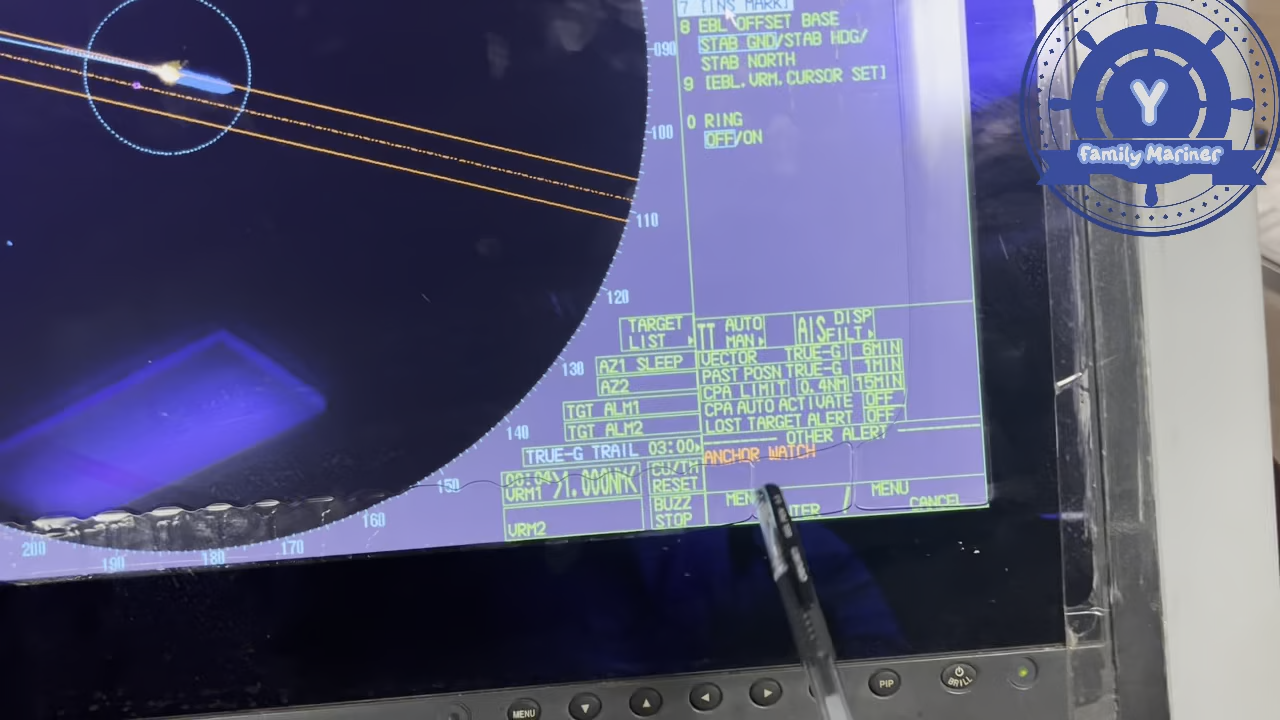 7 [INS MARK]
8 EBL OFFSET BASE
STAB GND/STAB HDG/
STAB NORTH
9 [EBL.VRM.CURSOR SET]
0 RING
OFF/ON
090
100
110
120
130
140
150
160
170
180
190
200
TARGET
LIST
AZ1 SLEEP
AZ2
TGT ALM1
TGT ALM2
TRUE-G TRAIL 03:00
TT AUTO
MAN
AIS DISP
FILT
VECTOR TRUE-G 6MIN
PAST POSN TRUE-G 1MIN
CPA LIMIT 0.4NM 15MIN
CPA AUTO ACTIVATE OFF
LOST TARGET ALERT OFF
OTHER ALERT
ANCHOR WATCH
VRM1
VRM2
CU/TM
RESET
BUZZ
STOP
MENU
CANCEL
MENU
PIP
BRILL
Y
family Mariner